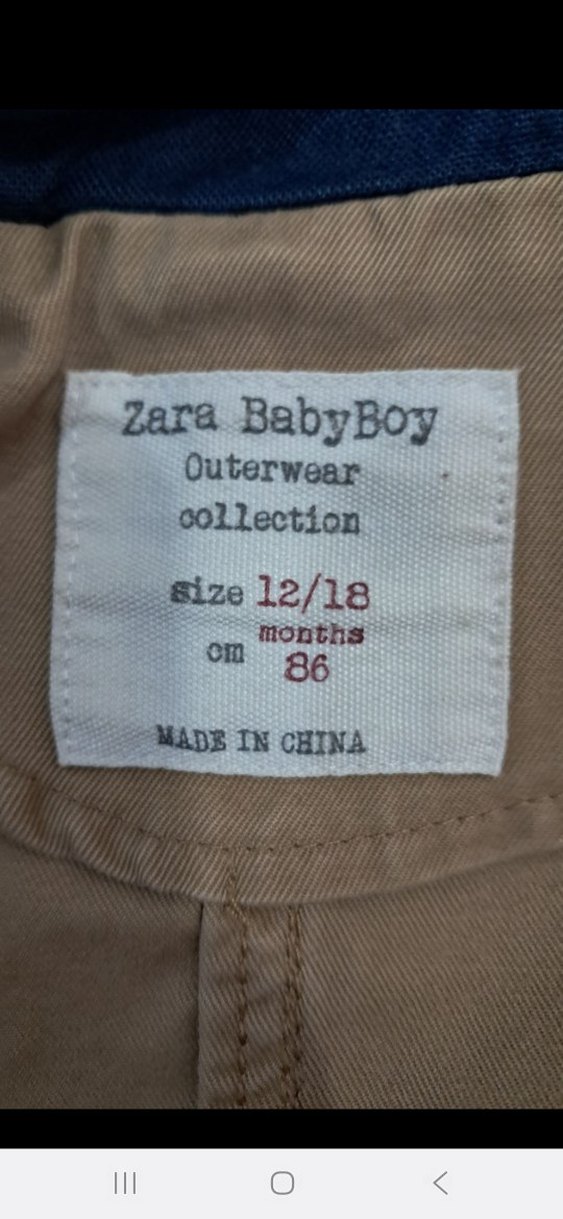 Zara BabyBoy
Outerwear
collection
size 12/18
months
cm 86
MADE IN CHINA